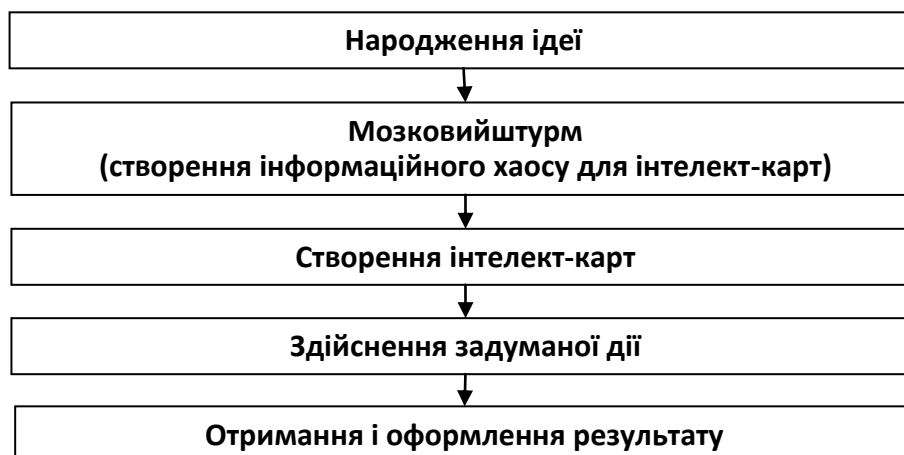 Народження ідеї
Мозковийштурм
(створення інформаційного хаосу для інтелект-карт)
Створення інтелект-карт
Здійснення задуманої дії
Отримання і оформлення результату